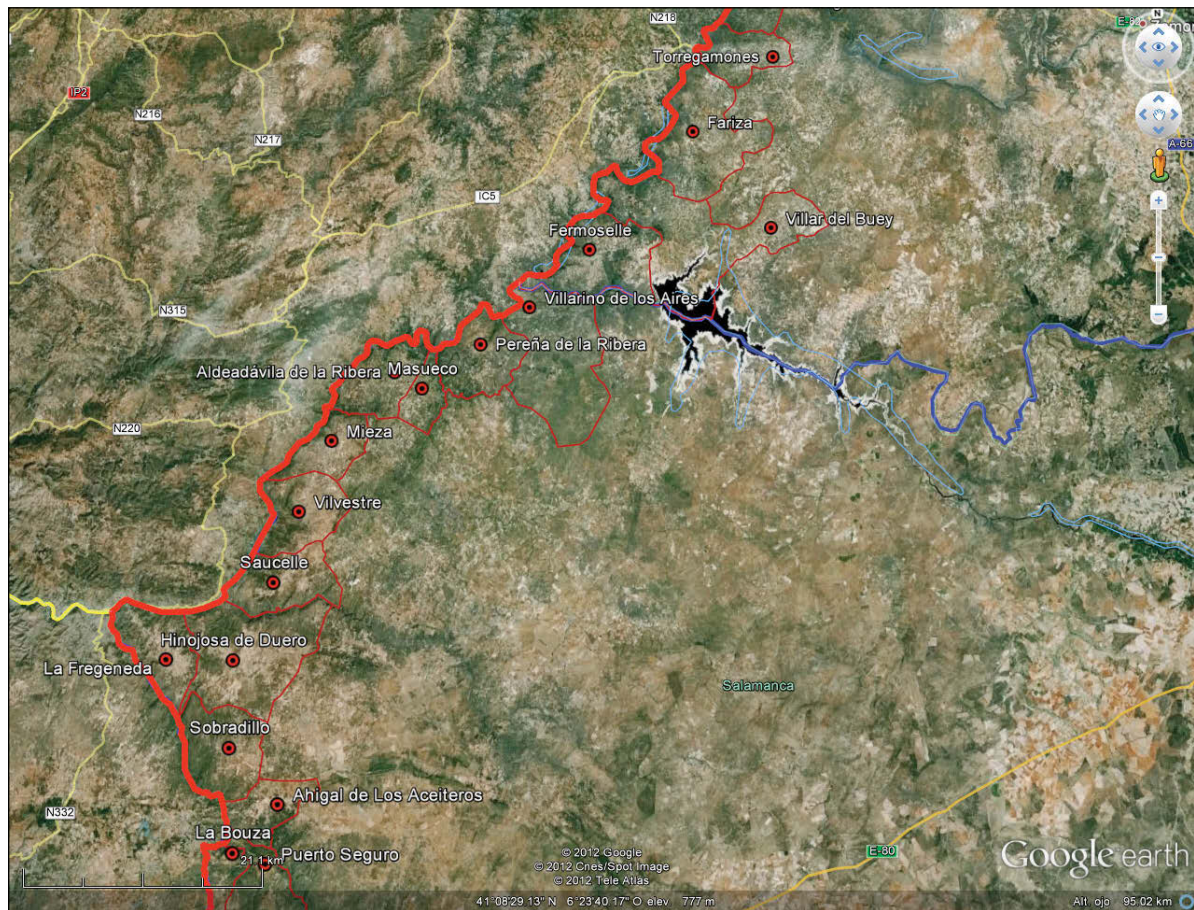 N218
E-82
N
Torregamones
IP2
N216
Fariza
N217
A-66
IC5
Villar del Buey
Fermoselle
Villarino de los Aires
N315
Pereña de la Ribera
Aldeadávila de la Ribera
Masueco
N220
Mieza
Vilvestre
Saucelle
Hinojosa de Duero
La Fregeneda
Salamanca
Sobradillo
Ahigal de Los Aceiteros
N332
La Bouza
21.1 km
Puerto Seguro
E-80
© 2012 Google
© 2012 Cnes/Spot Image
© 2012 Tele Atlas
Google earth
41°08'29.13" N 6°23'40.17" O elev 777 m
Alt. ojo 95.02 km